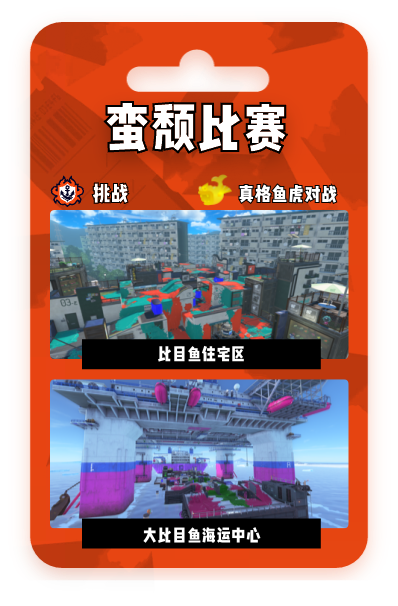 蛮颓比赛
挑战
真格鱼虎对战
比目鱼住宅区
大比目鱼海运中心